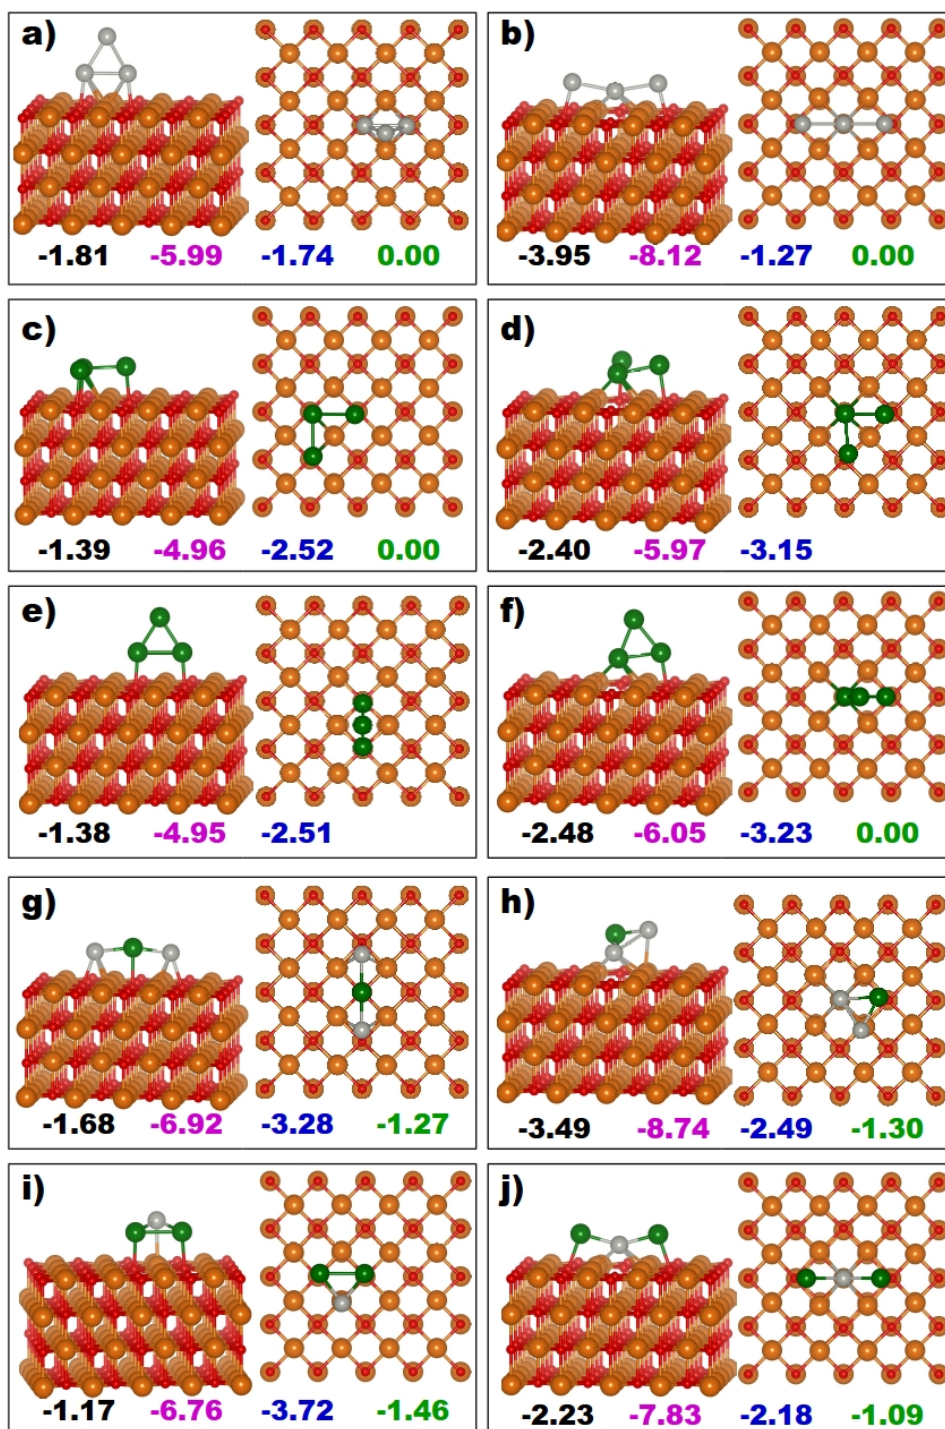 a)
-1.81 -5.99 -1.74 0.00
b)
-3.95 -8.12 -1.27 0.00
c)
-1.39 -4.96 -2.52 0.00
d)
-2.40 -5.97 -3.15
e)
-1.38 -4.95 -2.51
f)
-2.48 -6.05 -3.23 0.00
g)
-1.68 -6.92 -3.28 -1.27
h)
-3.49 -8.74 -2.49 -1.30
i)
-1.17 -6.76 -3.72 -1.46
j)
-2.23 -7.83 -2.18 -1.09